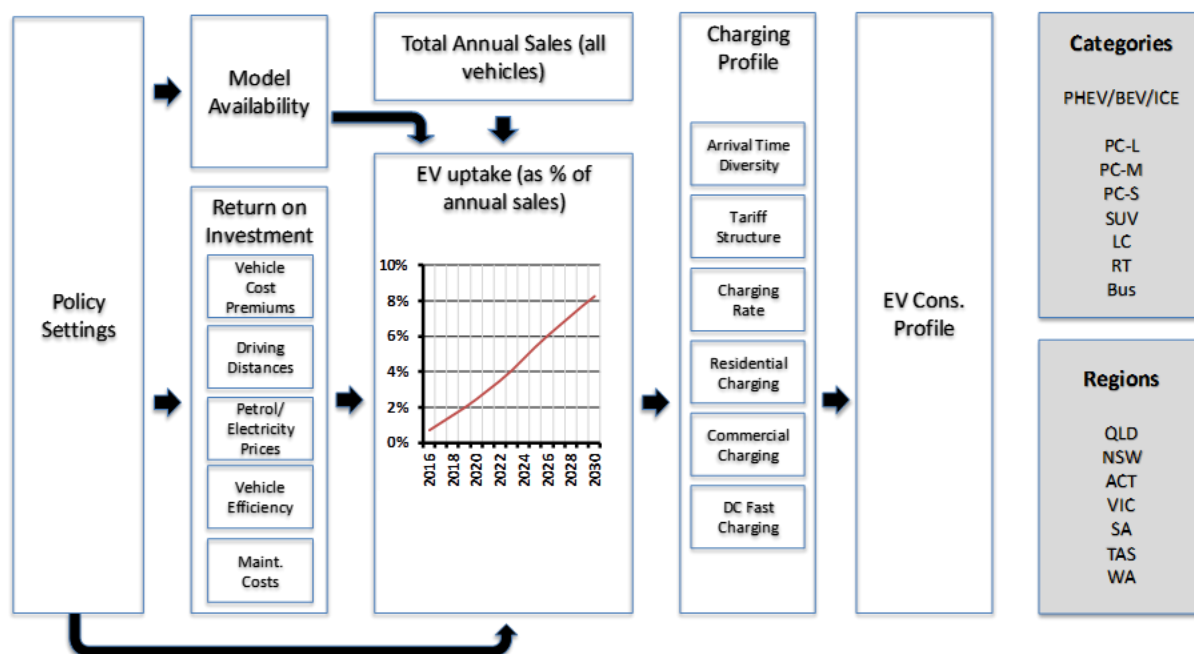 Policy
Settings
Model
Availability
Return on
Investment
Vehicle
Cost
Premiums
Driving
Distances
Petrol/
Electricity
Prices
Vehicle
Efficiency
Maint.
Costs
Total Annual Sales (all
vehicles)
EV uptake (as % of
annual sales)
10%
8%
6%
4%
2%
0%
2016
2018
2020
2022
2024
2026
2028
2030
Charging
Profile
Arrival Time
Diversity
Tariff
Structure
Charging
Rate
Residential
Charging
Commercial
Charging
DC Fast
Charging
EV Cons.
Profile
Categories
PHEV/BEV/ICE
PC-L
PC-M
PC-S
SUV
LC
RT
Bus
Regions
QLD
NSW
ACT
VIC
SA
TAS
WA